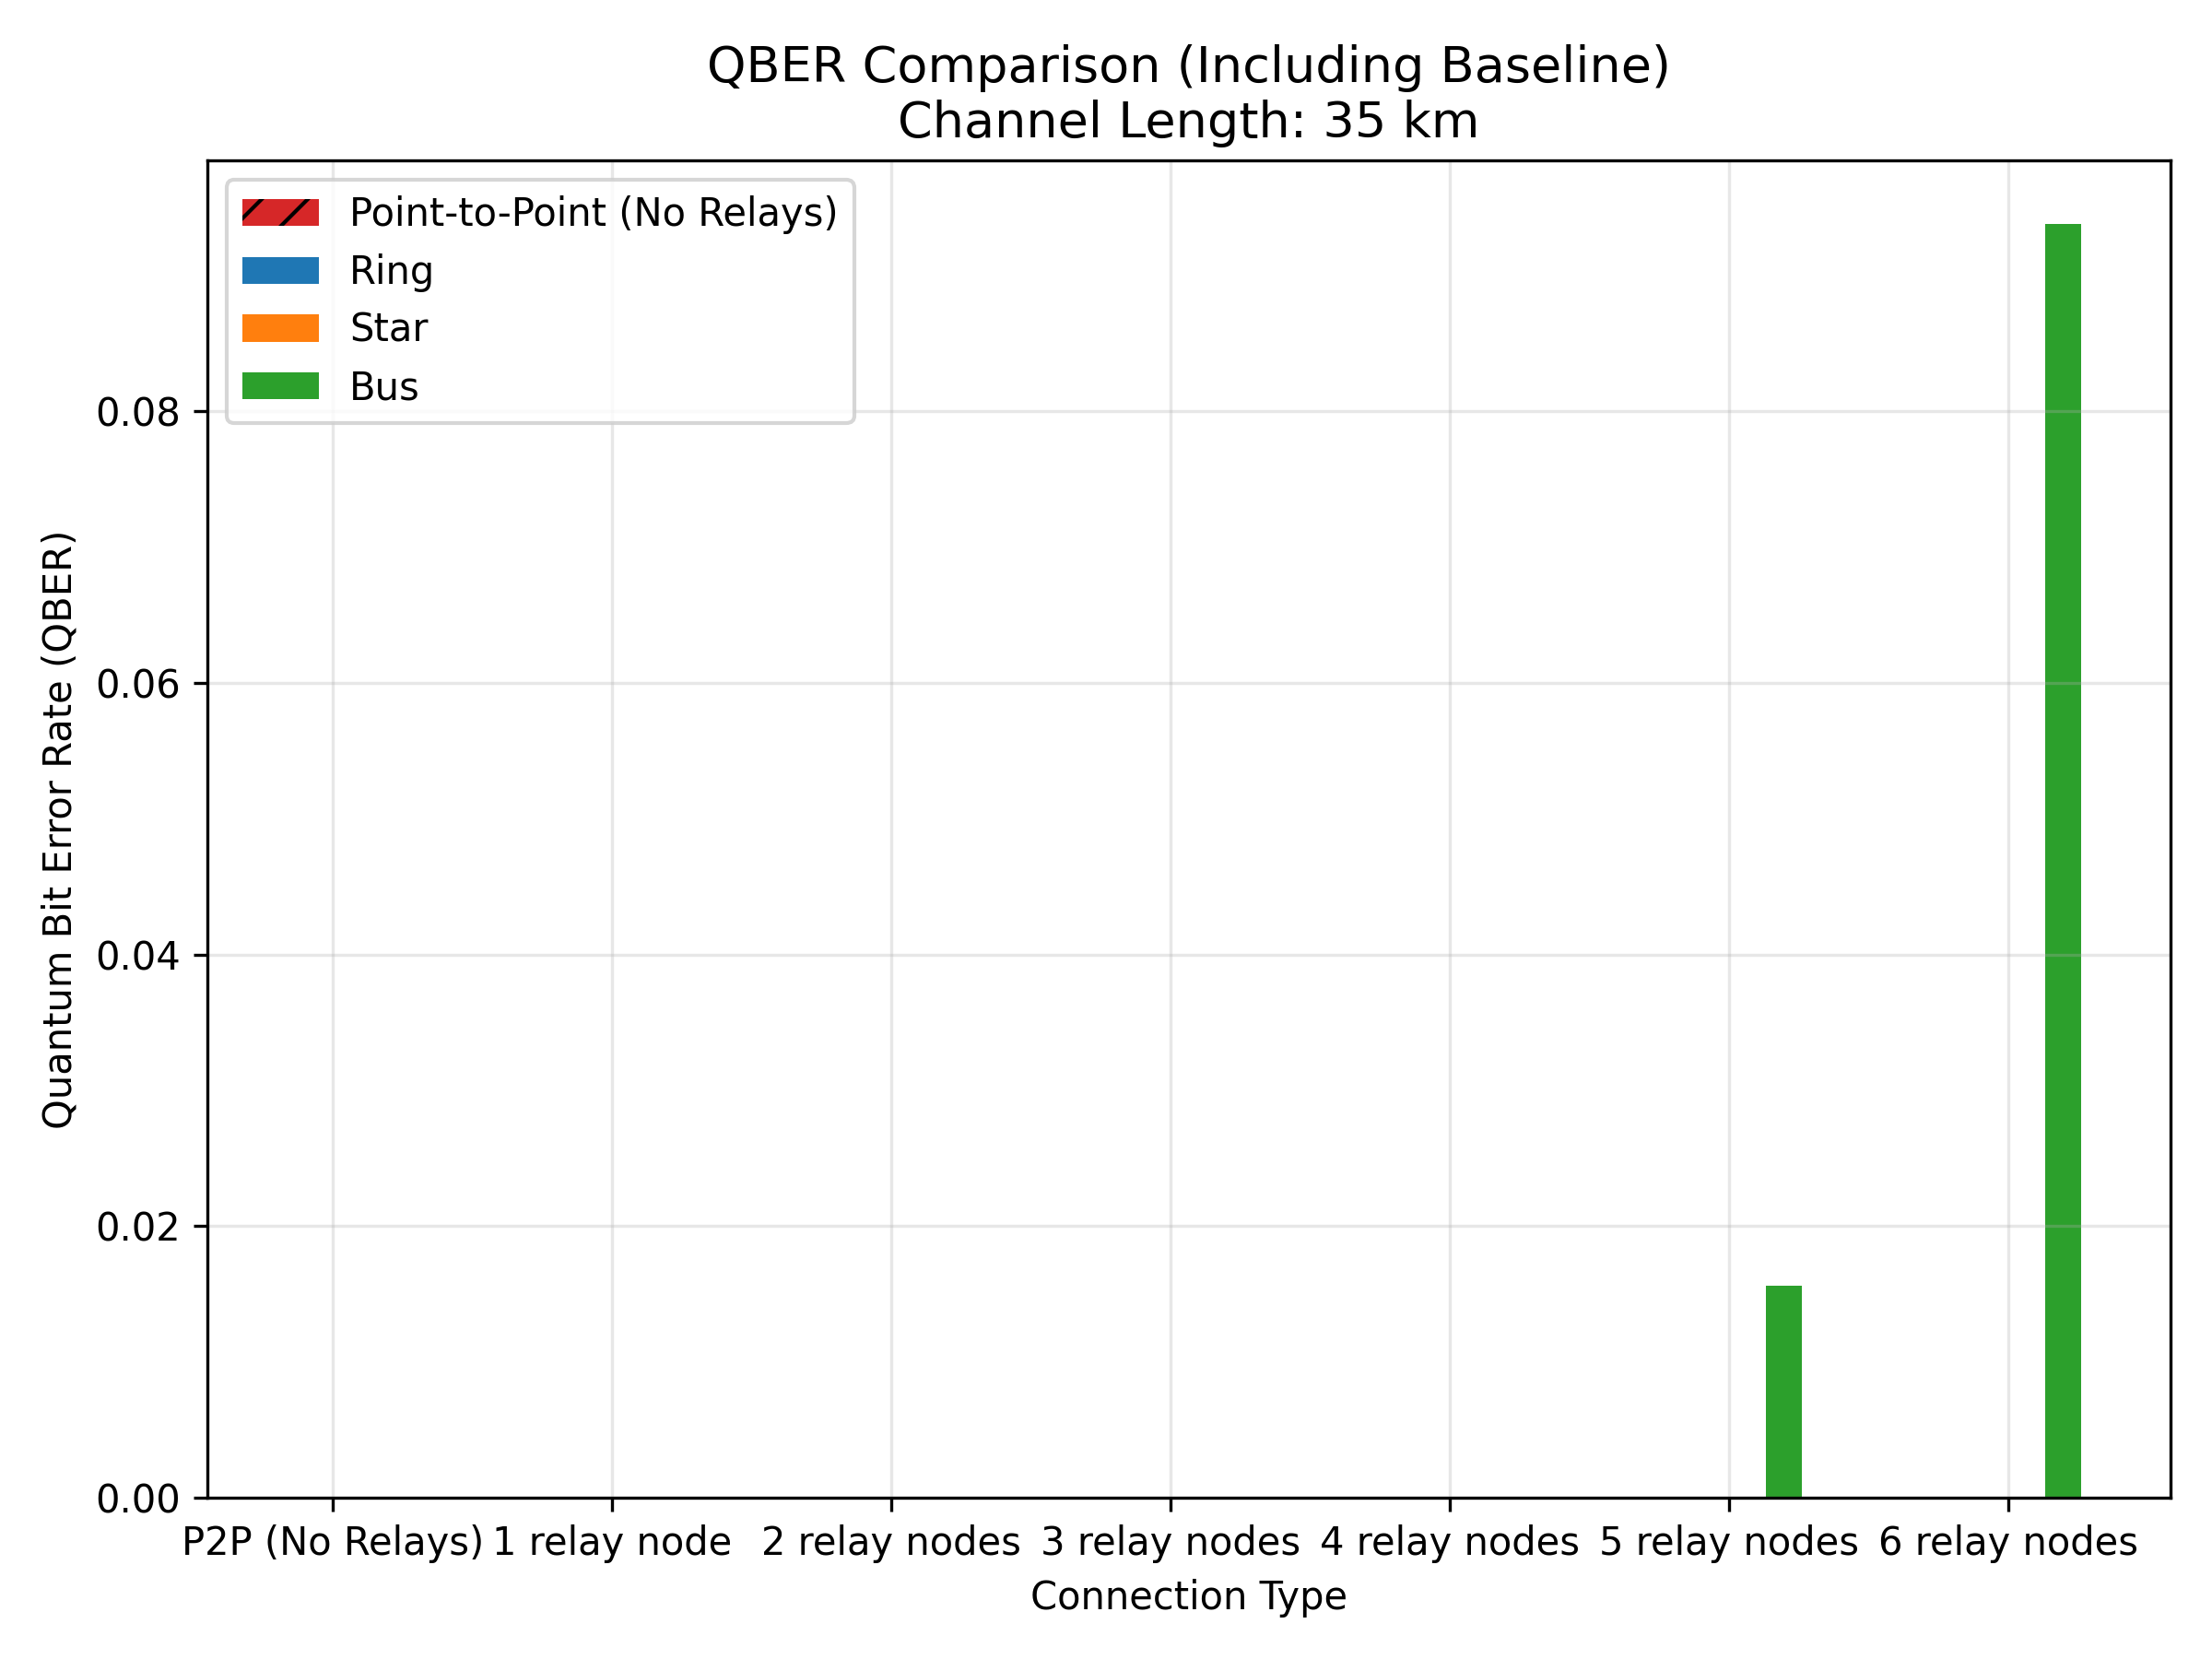 QBER Comparison (Including Baseline)
Channel Length: 35 km
Point-to-Point (No Relays)
Ring
Star
Bus
Quantum Bit Error Rate (QBER)
0.08
0.06
0.04
0.02
0.00
P2P (No Relays) 1 relay node 2 relay nodes 3 relay nodes 4 relay nodes 5 relay nodes 6 relay nodes
Connection Type